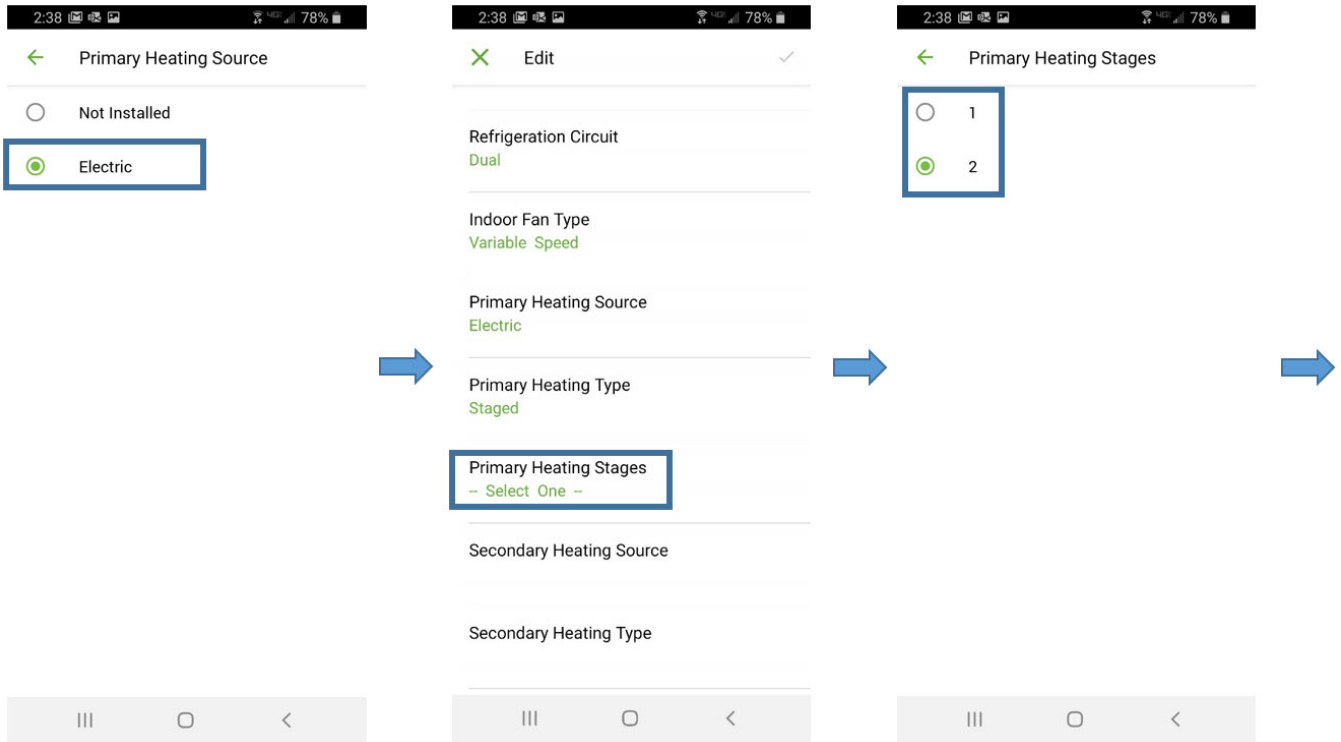 2:38 78%
Primary Heating Source
Not Installed
Electric
2:38 78%
Edit
Refrigeration Circuit
Dual
Indoor Fan Type
Variable Speed
Primary Heating Source
Electric
Primary Heating Type
Staged
Primary Heating Stages
-- Select One --
Secondary Heating Source
Secondary Heating Type
2:38 78%
Primary Heating Stages
1
2